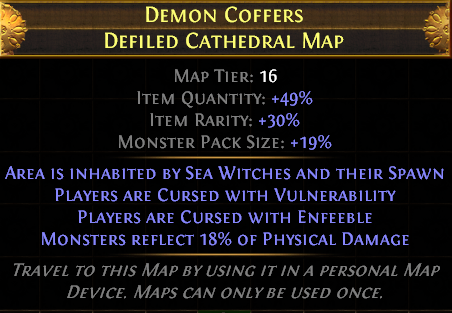 Demon Coffers
Defiled Cathedral Map
Map Tier: 16
Item Quantity: +49%
Item Rarity: +30%
Monster Pack Size: +19%
Area is inhabited by Sea Witches and their Spawn
Players are Cursed with Vulnerability
Players are Cursed with Enfeeble
Monsters reflect 18% of Physical Damage
Travel to this Map by using it in a personal Map
Device. Maps can only be used once.